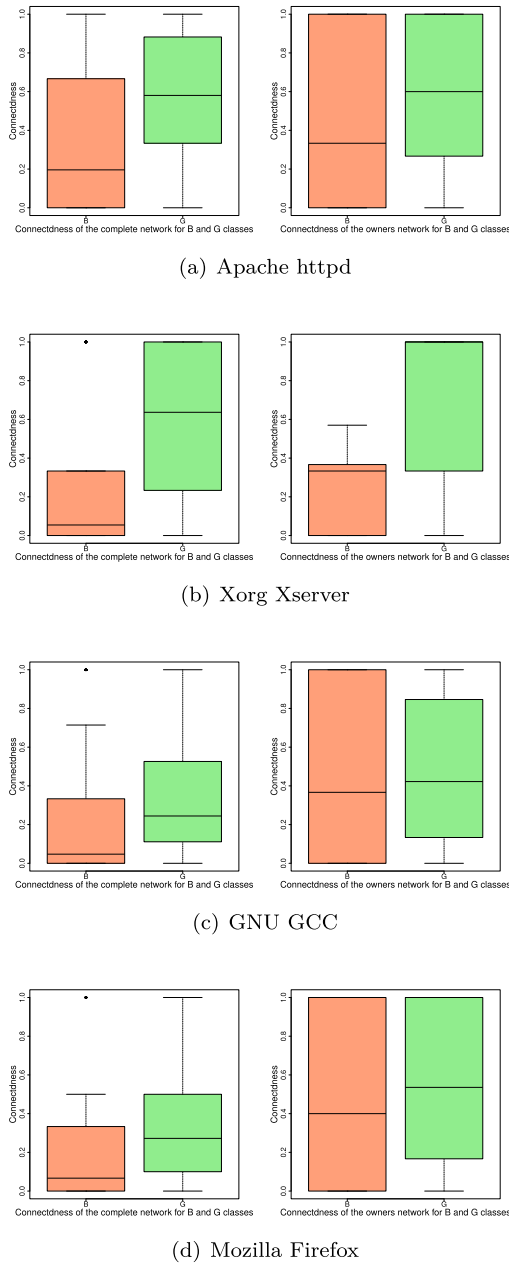 Connectdness
0.0 0.2 0.4 0.6 0.8 1.0
B G
Connectdness of the complete network for B and G classes
Connectdness
0.0 0.2 0.4 0.6 0.8 1.0
B G
Connectdness of the owners network for B and G classes
(a) Apache httpd
Connectdness
0.0 0.2 0.4 0.6 0.8 1.0
B G
Connectdness of the complete network for B and G classes
Connectdness
0.0 0.2 0.4 0.6 0.8 1.0
B G
Connectdness of the owners network for B and G classes
(b) Xorg Xserver
Connectdness
0.0 0.2 0.4 0.6 0.8 1.0
B G
Connectdness of the complete network for B and G classes
Connectdness
0.0 0.2 0.4 0.6 0.8 1.0
B G
Connectdness of the owners network for B and G classes
(c) GNU GCC
Connectdness
0.0 0.2 0.4 0.6 0.8 1.0
B G
Connectdness of the complete network for B and G classes
Connectdness
0.0 0.2 0.4 0.6 0.8 1.0
B G
Connectdness of the owners network for B and G classes
(d) Mozilla Firefox